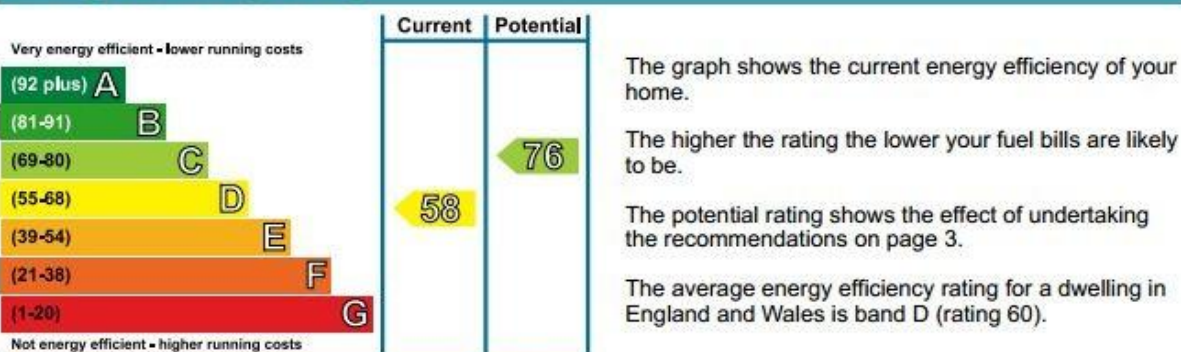 Current Potential
Very energy efficient - lower running costs
(92 plus) A
(81-91) B
(69-80) C
(55-68) D
(39-54) E
(21-38) F
(1-20) G
Not energy efficient - higher running costs
58
76
The graph shows the current energy efficiency of your
home.
The higher the rating the lower your fuel bills are likely
to be.
The potential rating shows the effect of undertaking
the recommendations on page 3.
The average energy efficiency rating for a dwelling in
England and Wales is band D (rating 60).